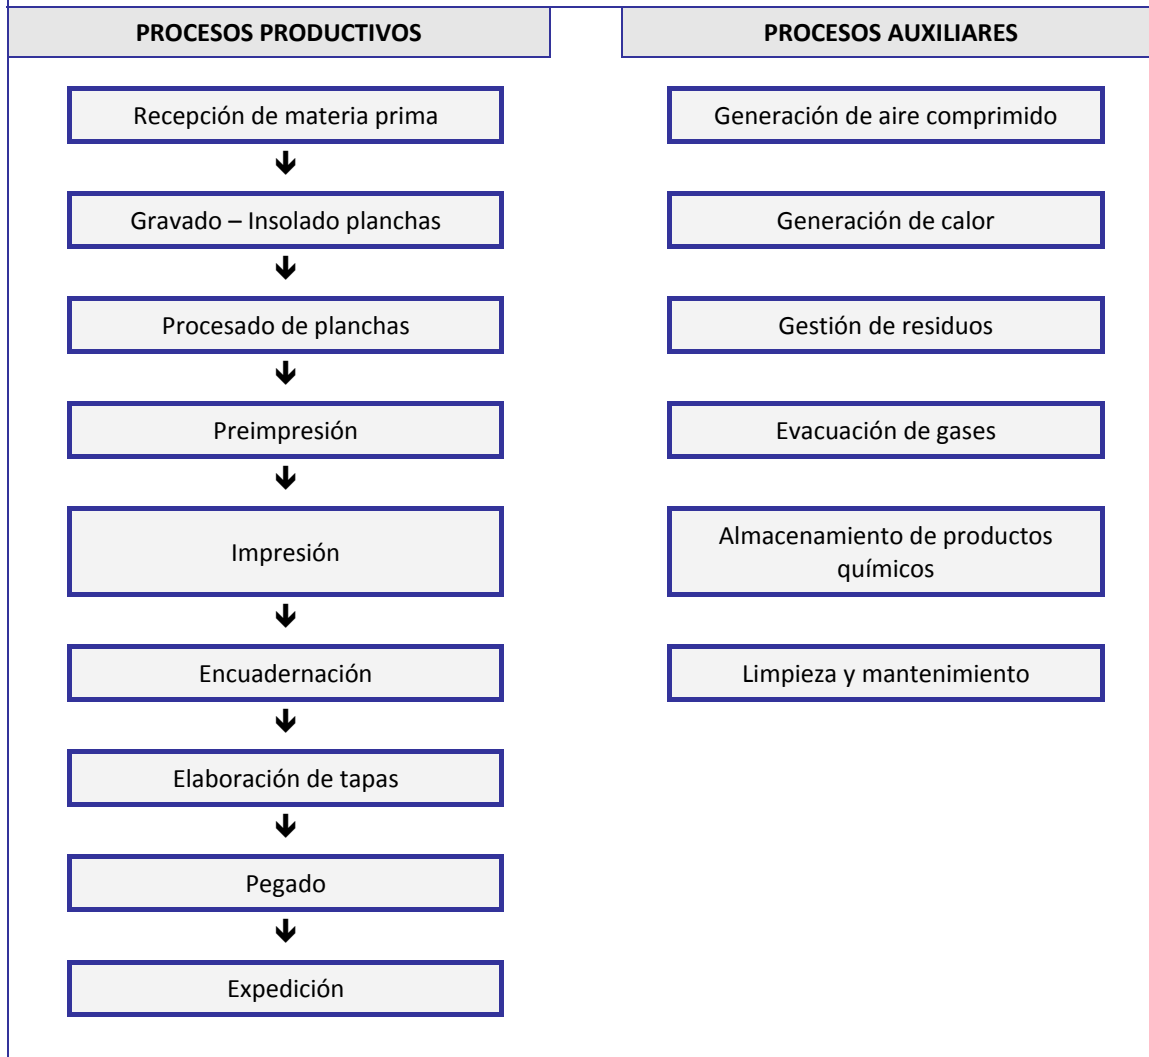 PROCESOS PRODUCTIVOS
Recepción de materia prima
Gravado – Insolado planchas
Procesado de planchas
Preimpresión
Impresión
Encuadernación
Elaboración de tapas
Pegado
Expedición
PROCESOS AUXILIARES
Generación de aire comprimido
Generación de calor
Gestión de residuos
Evacuación de gases
Almacenamiento de productos
químicos
Limpieza y mantenimiento